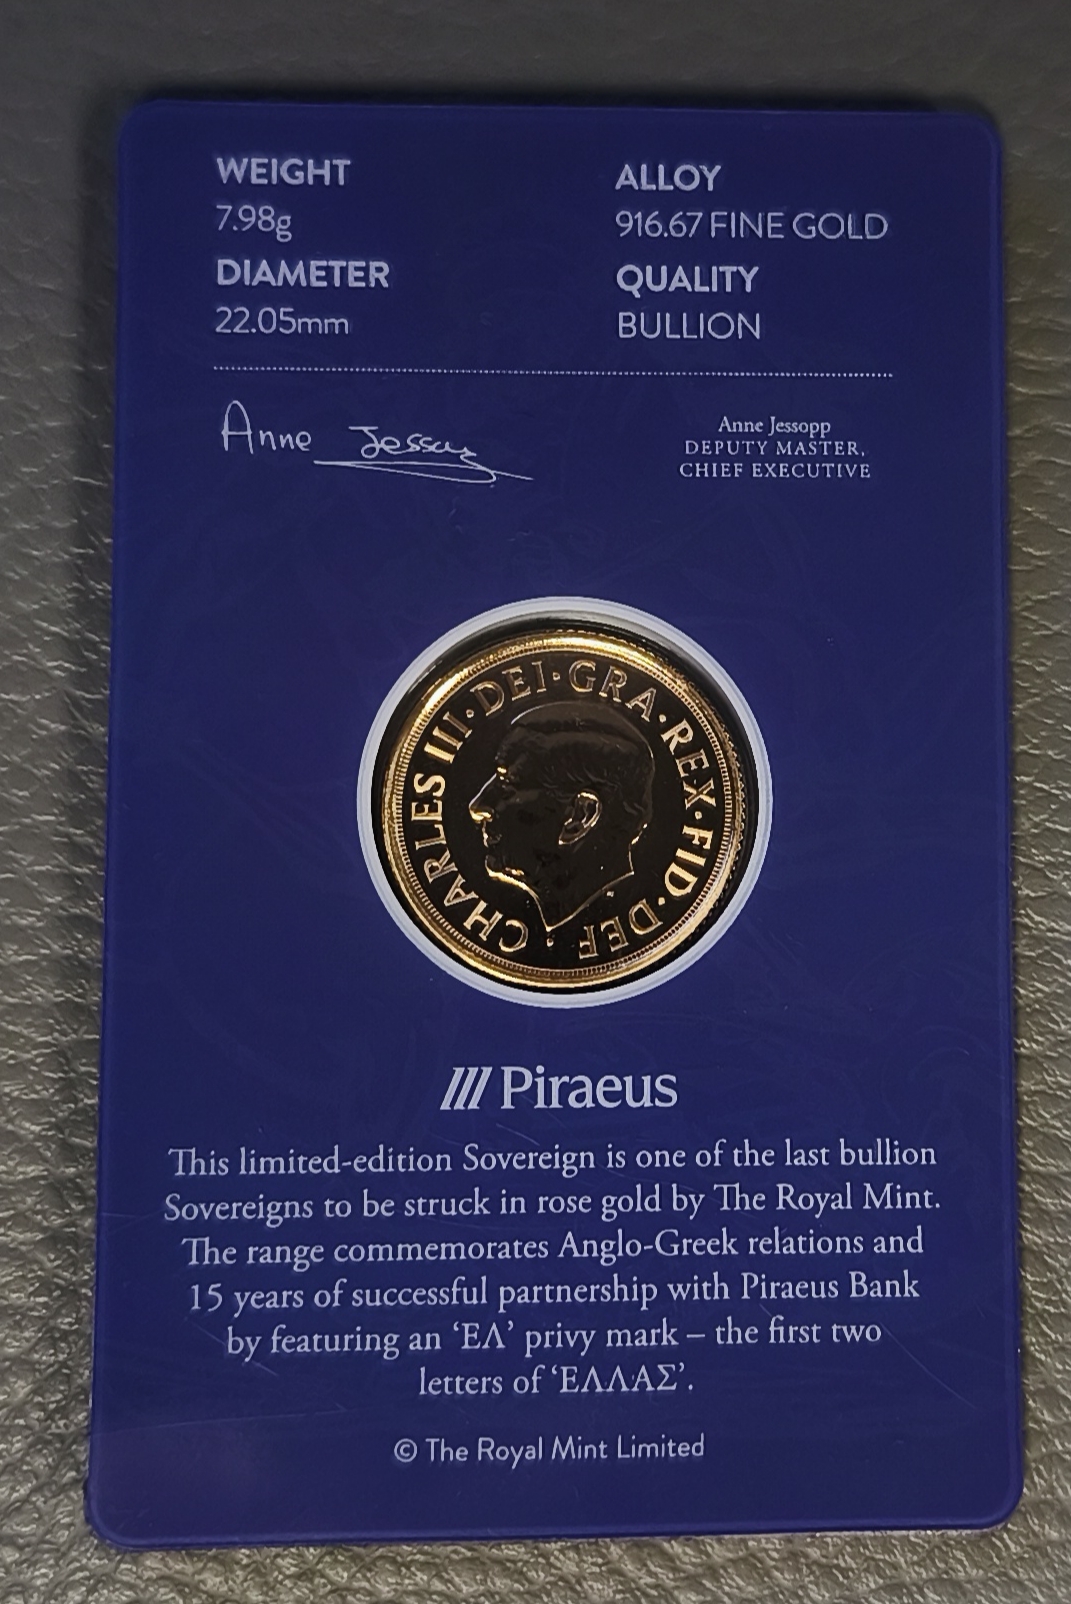 WEIGHT
7.98g
DIAMETER
22.05mm
ALLOY
916.67 FINE GOLD
QUALITY
BULLION
Anne Jessopp
Anne Jessopp
DEPUTY MASTER,
CHIEF EXECUTIVE
CHARLES III·DEI·GRA·REX·FID·DEF·
Piraeus
This limited-edition Sovereign is one of the last bullion
Sovereigns to be struck in rose gold by The Royal Mint.
The range commemorates Anglo-Greek relations and
15 years of successful partnership with Piraeus Bank
by featuring an ‘ΕΛ’ privy mark – the first two
letters of ‘ΕΛΛΑΣ’.
© The Royal Mint Limited